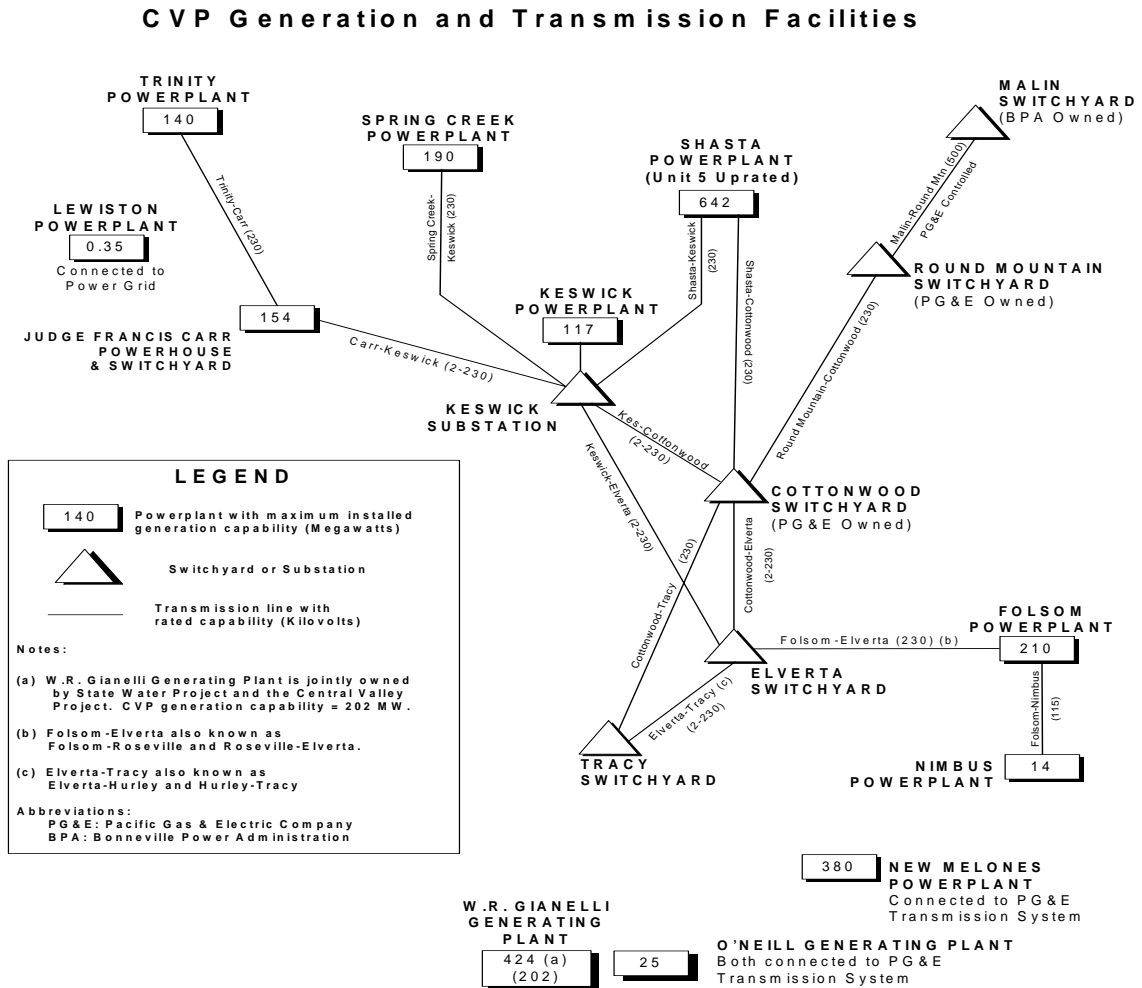 CVP Generation and Transmission Facilities
TRINITY
POWERPLANT
140
SPRING CREEK
POWERPLANT
190
SHASTA
POWERPLANT
(Unit 5 Uprated)
642
MALIN
SWITCHYARD
(BPA Owned)
Malin-Round Mtn (500)
PG&E Controlled
Trinity-Carr (230)
LEWISTON
POWERPLANT
0.35
Connected to
Power Grid
Spring Creek-
Keswick (230)
Shasta-Keswick
(230)
Shasta-Cottonwood (230)
ROUND MOUNTAIN
SWITCHYARD
(PG&E Owned)
Round Mountain-Cottonwood (230)
KESWICK
POWERPLANT
117
154
JUDGE FRANCIS CARR
POWERHOUSE
& SWITCHYARD
Carr-Keswick (2-230)
KESWICK
SUBSTATION
Kes-Cottonwood
(2-230)
Keswick-Elverta (2-230)
COTTONWOOD
SWITCHYARD
(PG&E Owned)
Cottonwood-Tracy
(230)
Cottonwood-Elverta
(2-230)
LEGEND
140
Powerplant with maximum installed
generation capability (Megawatts)
Switchyard or Substation
Transmission line with
rated capability (Kilovolts)
Notes:
(a) W.R. Gianelli Generating Plant is jointly owned
by State Water Project and the Central Valley
Project. CVP generation capability = 202 MW.
(b) Folsom-Elverta also known as
Folsom-Roseville and Roseville-Elverta.
(c) Elverta-Tracy also known as
Elverta-Hurley and Hurley-Tracy
Abbreviations:
PG&E: Pacific Gas & Electric Company
BPA: Bonneville Power Administration
Folsom-Elverta (230) (b)
FOLSOM
POWERPLANT
210
ELVERTA
SWITCHYARD
Elverta-Tracy (c)
(2-230)
TRACY
SWITCHYARD
Folsom-Nimbus
(115)
NIMBUS
POWERPLANT
14
380
NEW MELONES
POWERPLANT
Connected to PG&E
Transmission System
W.R. GIANELLI
GENERATING
PLANT
424 (a)
(202)
25
O'NEILL GENERATING PLANT
Both connected to PG&E
Transmission System